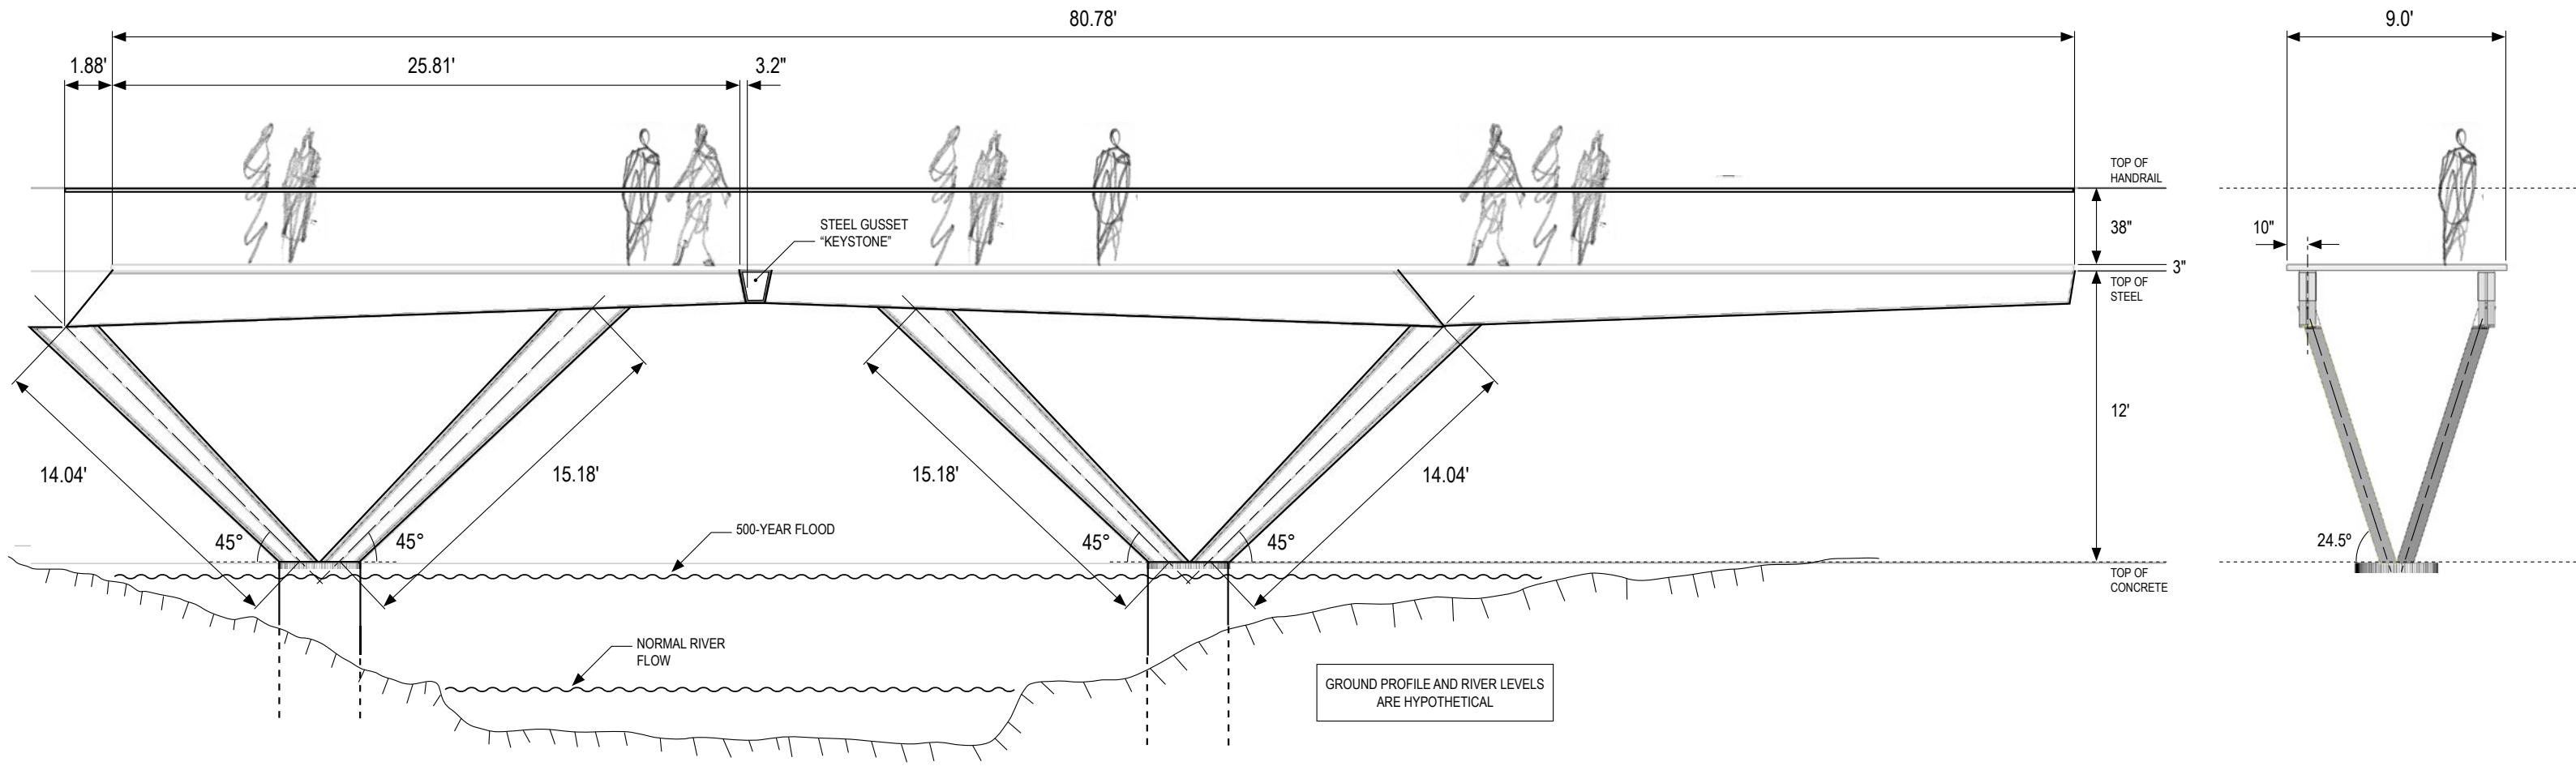 80.78'
9.0'
1.88'
25.81'
3.2"
TOP OF
HANDRAIL
STEEL GUSSET
"KEYSTONE"
38"
10"
3"
TOP OF
STEEL
12'
14.04'
15.18'
15.18'
14.04'
500-YEAR FLOOD
45°
45°
45°
45°
24.5°
TOP OF
CONCRETE
NORMAL RIVER
FLOW
GROUND PROFILE AND RIVER LEVELS
ARE HYPOTHETICAL